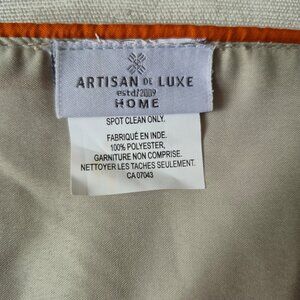 ARTISAN DE LUXE
estd/2009
HOME
SPOT CLEAN ONLY.
FABRIQUÉ EN INDE.
100% POLYESTER,
GARNITURE NON COMPRISE.
NETTOYER LES TACHES SEULEMENT.
CA 07043